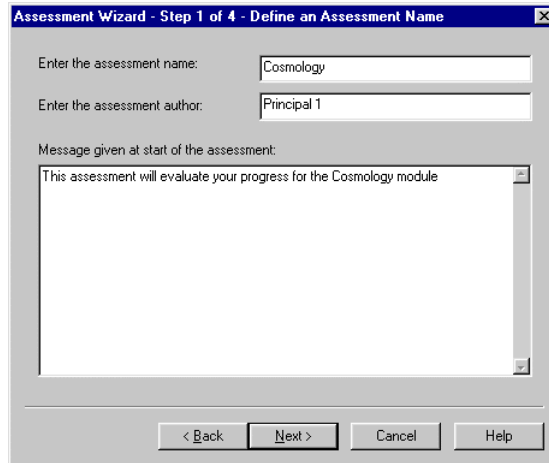 Assessment Wizard - Step 1 of 4 - Define an Assessment Name
Enter the assessment name:
Cosmology
Enter the assessment author:
Principal 1
Message given at start of the assessment:
This assessment will evaluate your progress for the Cosmology module
< Back
Next >
Cancel
Help